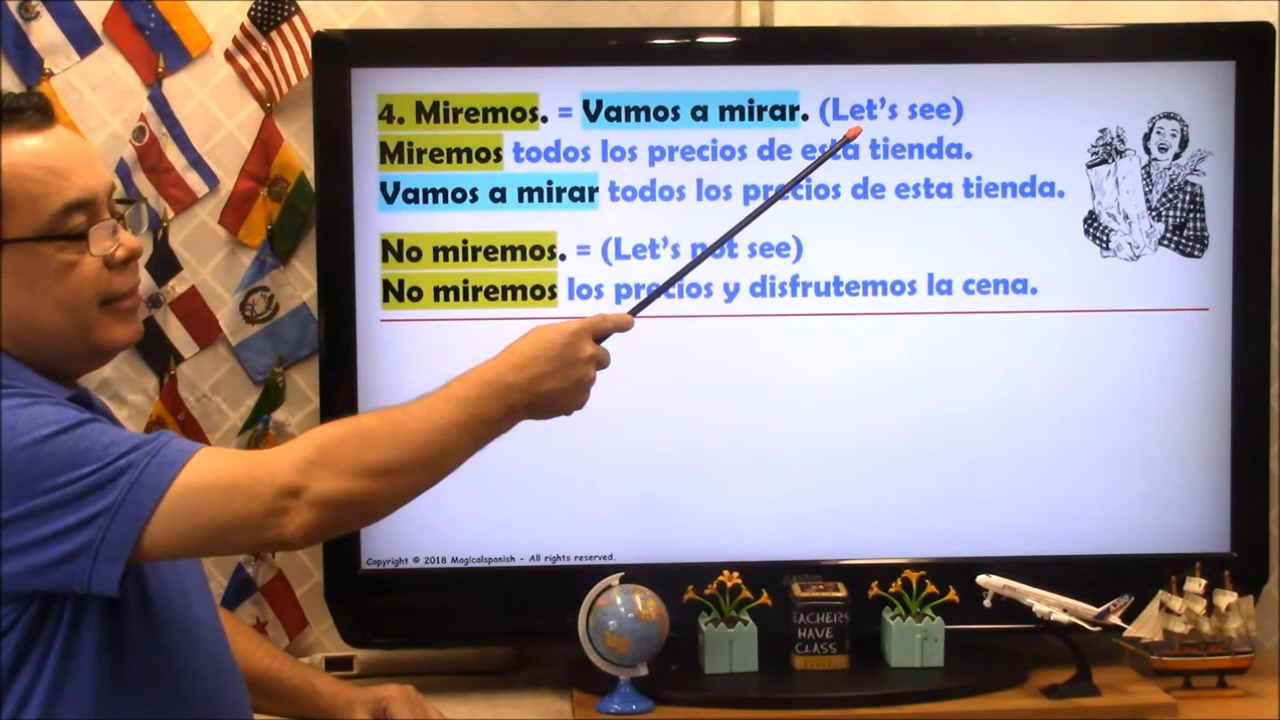 4. Miremos. = Vamos a mirar. (Let's see)
Miremos todos los precios de esta tienda.
Vamos a mirar todos los precios de esta tienda.
No miremos. = (Let's not see)
No miremos los precios y disfrutemos la cena.
Copyright © 2018 Magicalspanish - All rights reserved.
TEACHERS
HAVE
CLASS
A380